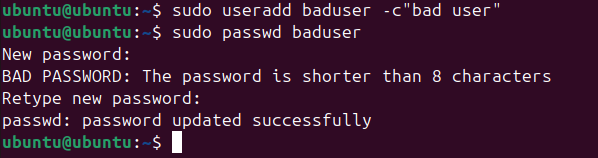 ubuntu@ubuntu:~$ sudo useradd baduser -c"bad user"
ubuntu@ubuntu:~$ sudo passwd baduser
New password:
BAD PASSWORD: The password is shorter than 8 characters
Retype new password:
passwd: password updated successfully
ubuntu@ubuntu:~$